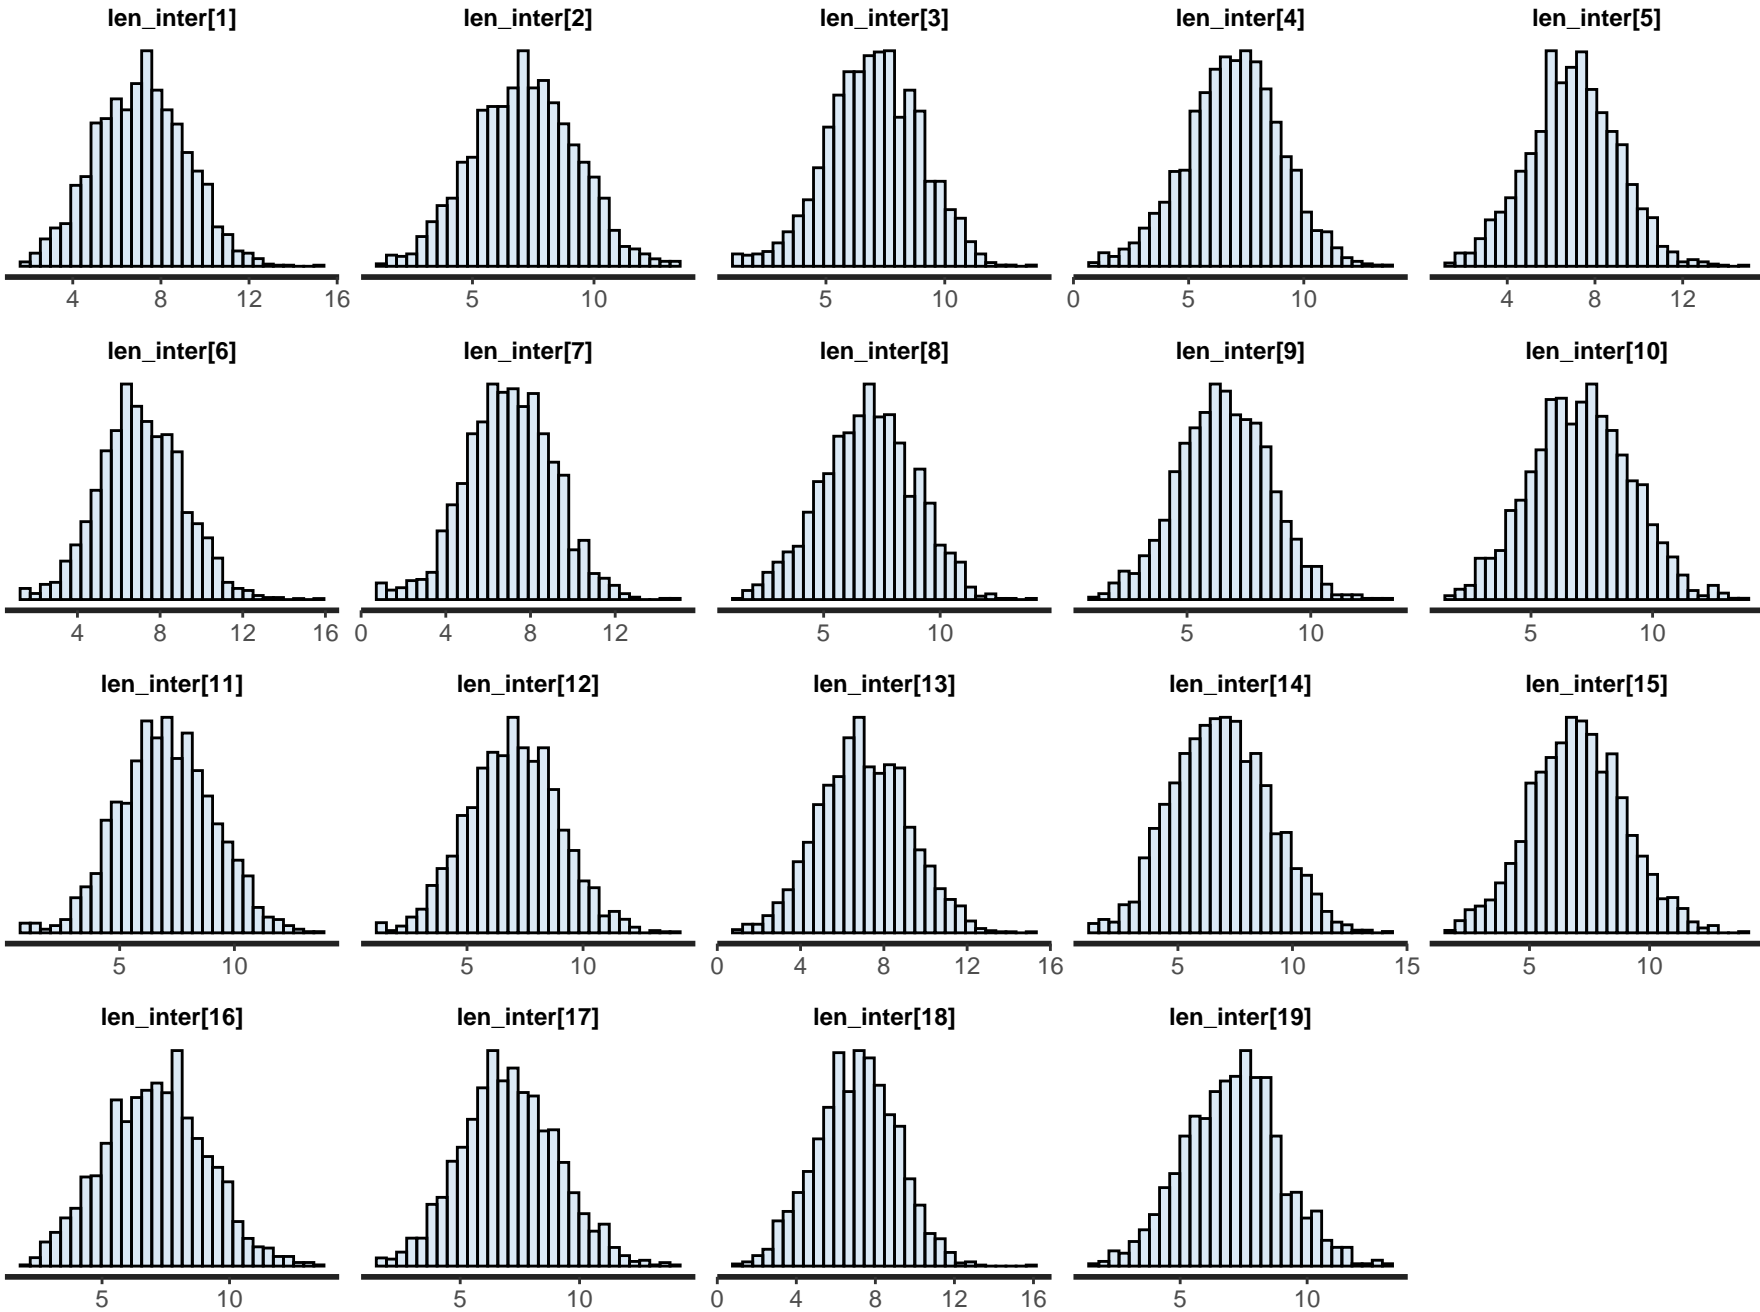 len_inter[1] len_inter[2] len_inter[3] len_inter[4] len_inter[5]
4 8 12 16 5 10 5 10 0 5 10 4 8 12
len_inter[6] len_inter[7] len_inter[8] len_inter[9] len_inter[10]
4 8 12 16 0 4 8 12 5 10 5 10 5 10
len_inter[11] len_inter[12] len_inter[13] len_inter[14] len_inter[15]
5 10 5 10 0 4 8 12 16 5 10 15 5 10
len_inter[16] len_inter[17] len_inter[18] len_inter[19]
5 10 5 10 0 4 8 12 16 5 10